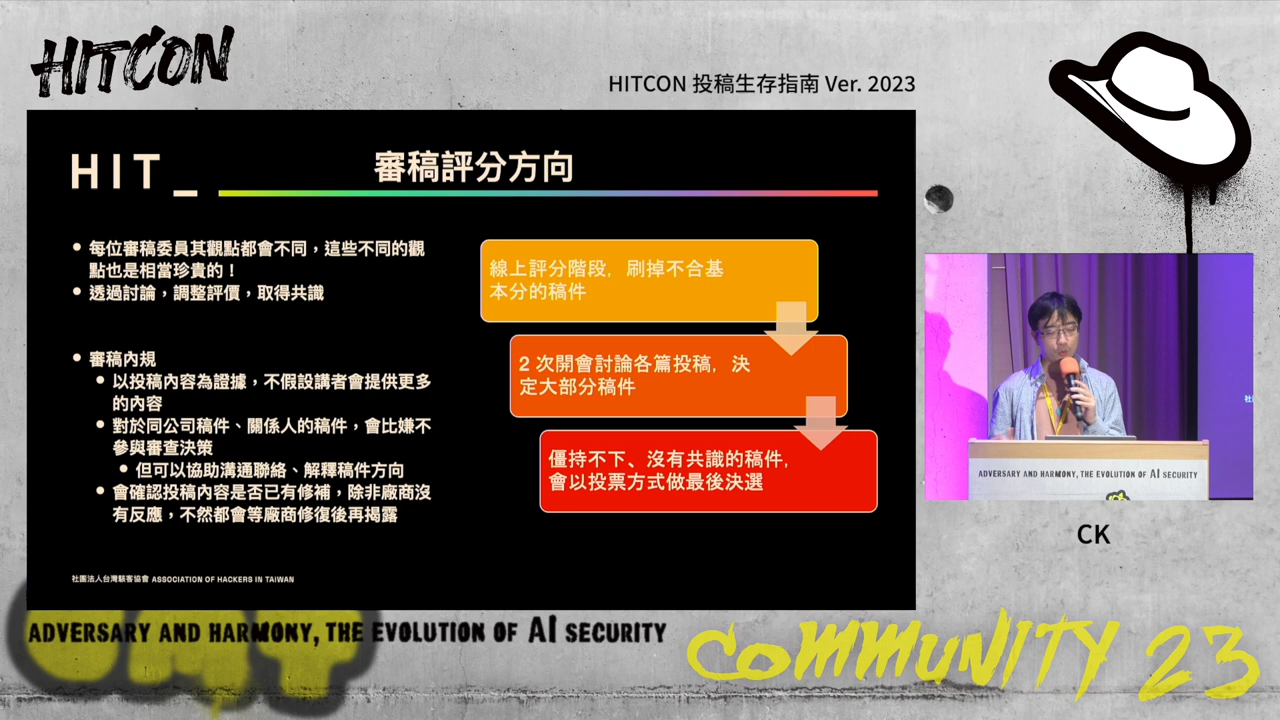 HITCON
HITCON 投稿生存指南 Ver. 2023
HIT_
審稿評分方向
• 每位審稿委員其觀點都會不同，這些不同的觀
點也是相當珍貴的！
• 透過討論，調整評價，取得共識
• 審稿內規
• 以投稿內容為證據，不假設講者會提供更多
的內容
• 對於同公司稿件、關係人的稿件，會比嫌不
參與審查決策
• 但可以協助溝通聯絡、解釋稿件方向
• 會確認投稿內容是否已有修補，除非廠商沒
有反應，不然都會等廠商修復後再揭露
線上評分階段，刷掉不合基
本分的稿件
2 次開會討論各篇投稿，決
定大部分稿件
僵持不下、沒有共識的稿件，
會以投票方式做最後決選
社團法人台灣駭客協會 ASSOCIATION OF HACKERS IN TAIWAN
社
ADVERSARY AND HARMONY, THE EVOLUTION OF AI SECURITY
CK
ADVERSARY AND HARMONY, THE EVOLUTION OF AI SECURITY
COMMUNITY 23